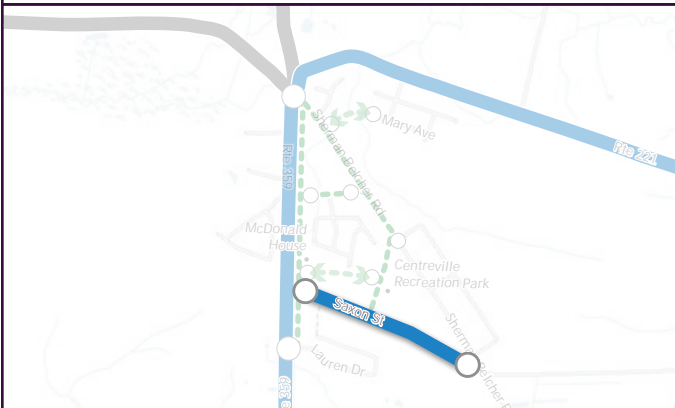 Mary Ave
Sherman Belcher Rd
Rte 221
Rte 359
McDonald
House
Centreville
Recreation Park
Saxon St
Lauren Dr